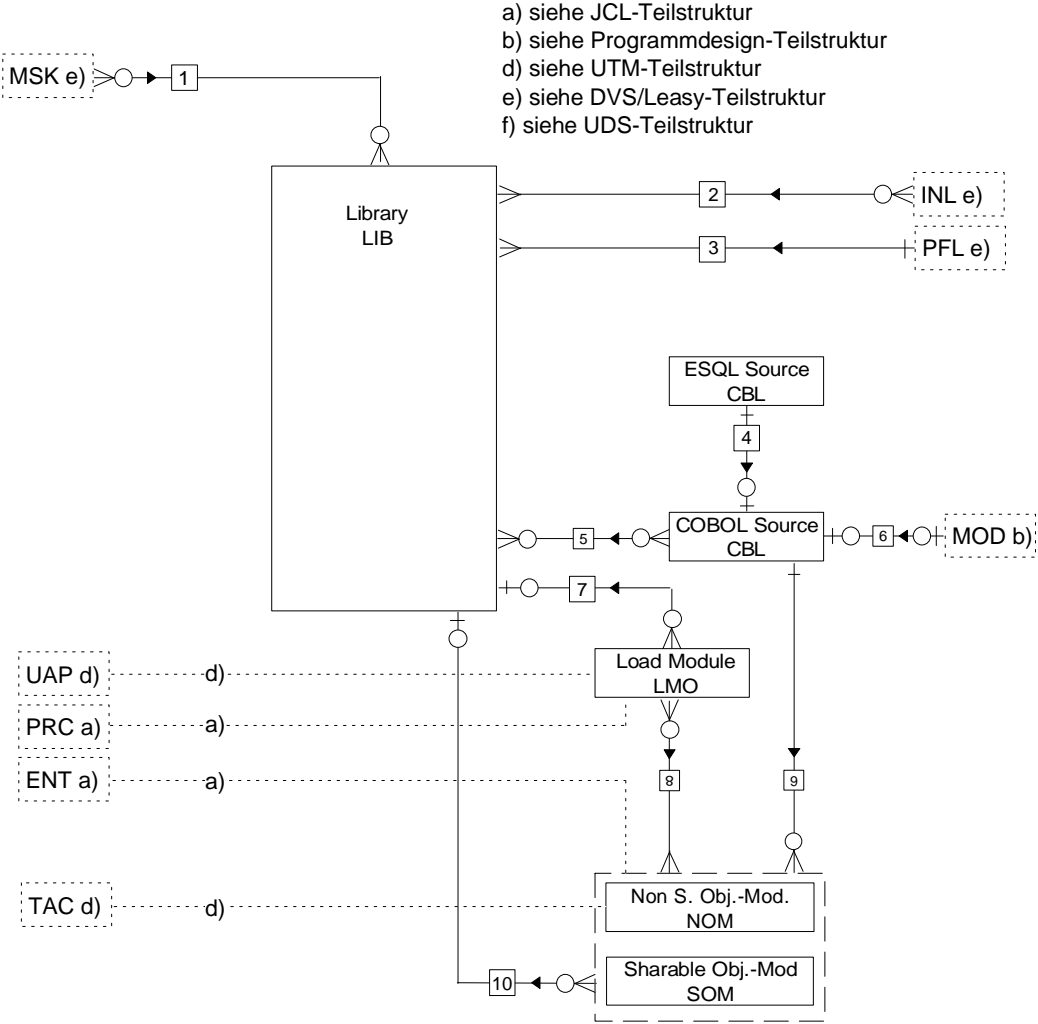 a) siehe JCL-Teilstruktur
b) siehe Programmdesign-Teilstruktur
d) siehe UTM-Teilstruktur
e) siehe DVS/Leasy-Teilstruktur
f) siehe UDS-Teilstruktur
MSK e)
1
Library
LIB
2
INL e)
3
PFL e)
ESQL Source
CBL
4
COBOL Source
CBL
5
6
MOD b)
7
Load Module
LMO
UAP d)
d)
PRC a)
a)
ENT a)
a)
8
9
TAC d)
d)
Non S. Obj.-Mod.
NOM
Sharable Obj.-Mod
SOM
10